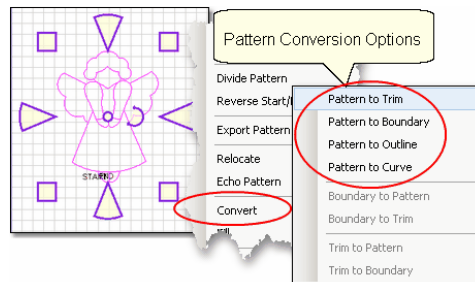 Pattern Conversion Options
Divide Pattern
Reverse Start/
Export Pattern
Relocate
Echo Pattern
Convert
Pattern to Trim
Pattern to Boundary
Pattern to Outline
Pattern to Curve
Boundary to Pattern
Boundary to Trim
Trim to Pattern
Trim to Boundary